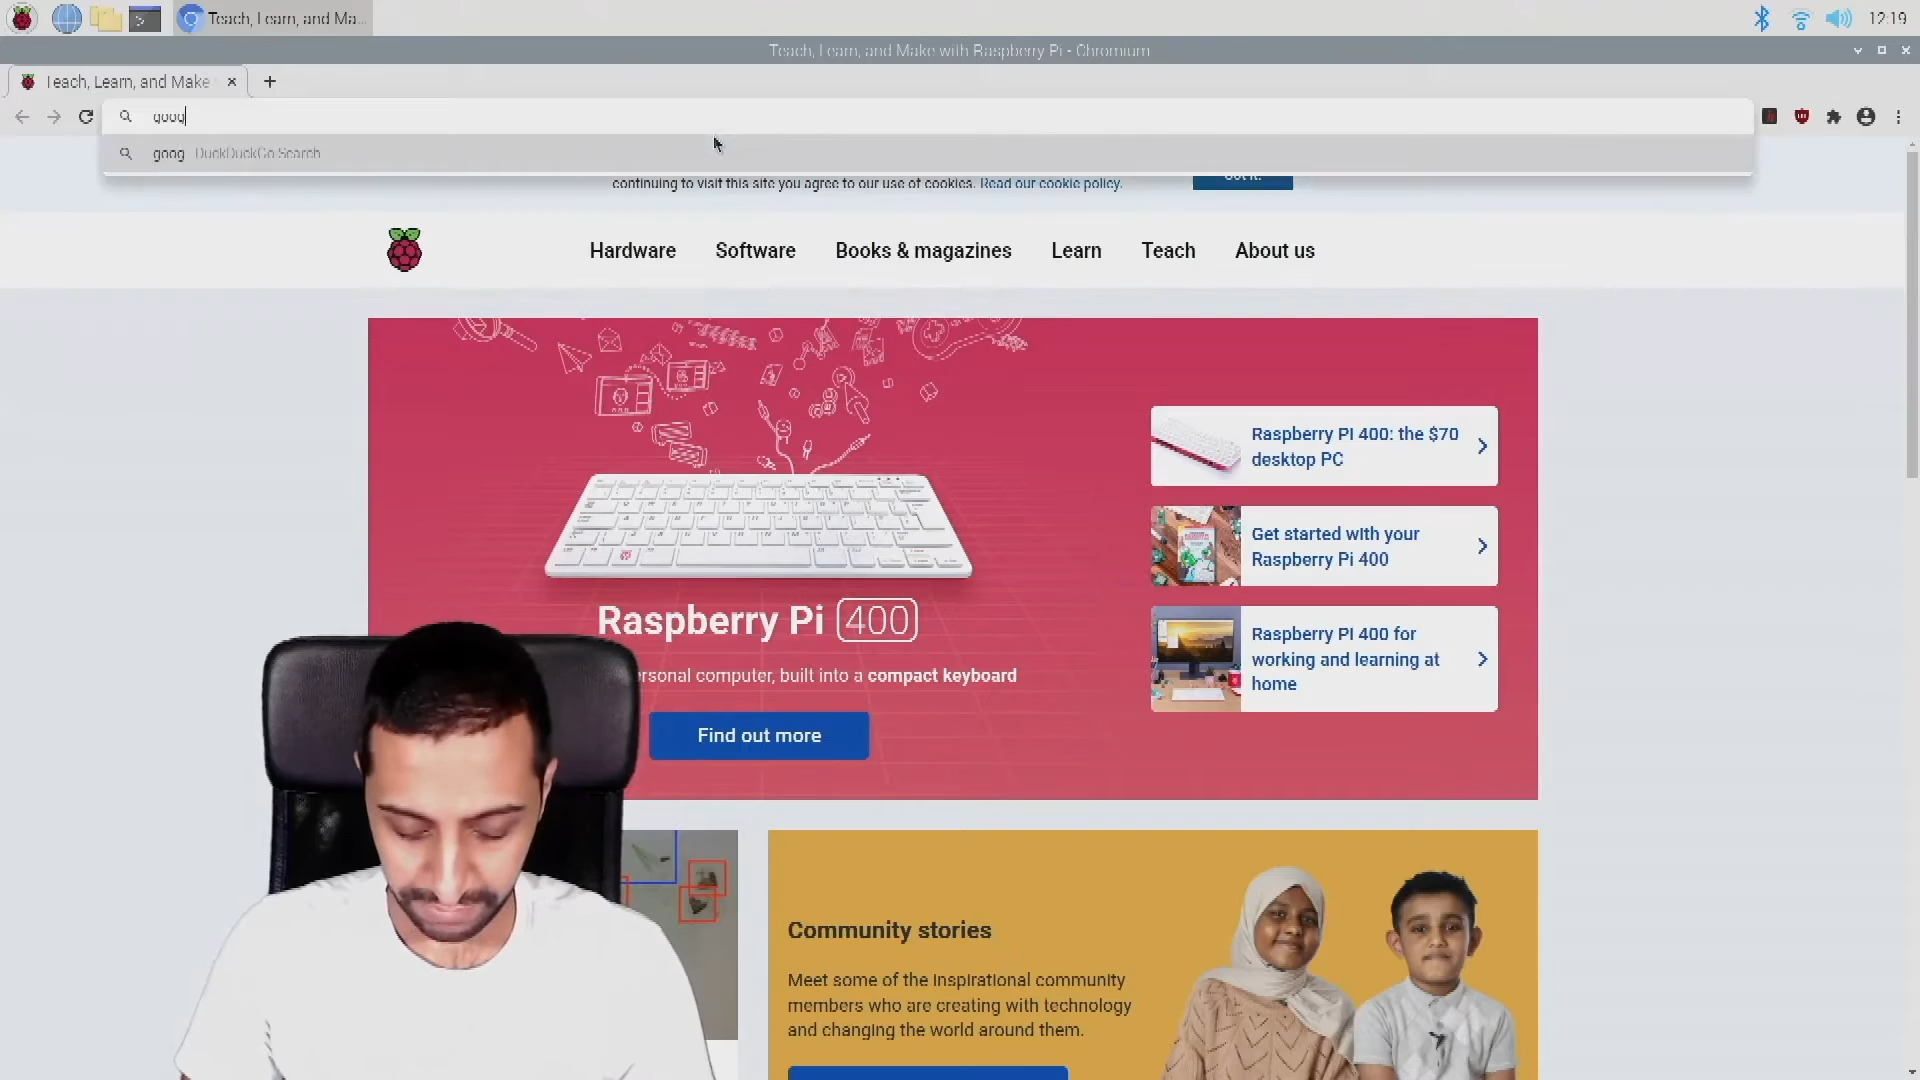 Teach, Learn, and Ma...
12:19
Teach, Learn, and Make with Raspberry Pi - Chromium
Teach, Learn, and Make
goog
goog DuckDuckGo Search
continuing to visit this site you agree to our use of cookies. Read our cookie policy.
Got it!
Hardware
Software
Books & magazines
Learn
Teach
About us
Raspberry Pi 400: the $70
desktop PC
Get started with your
Raspberry Pi 400
Raspberry Pi 400
Raspberry Pi 400 for
working and learning at
home
ersonal computer, built into a compact keyboard
Find out more
Community stories
Meet some of the inspirational community
members who are creating with technology
and changing the world around them.